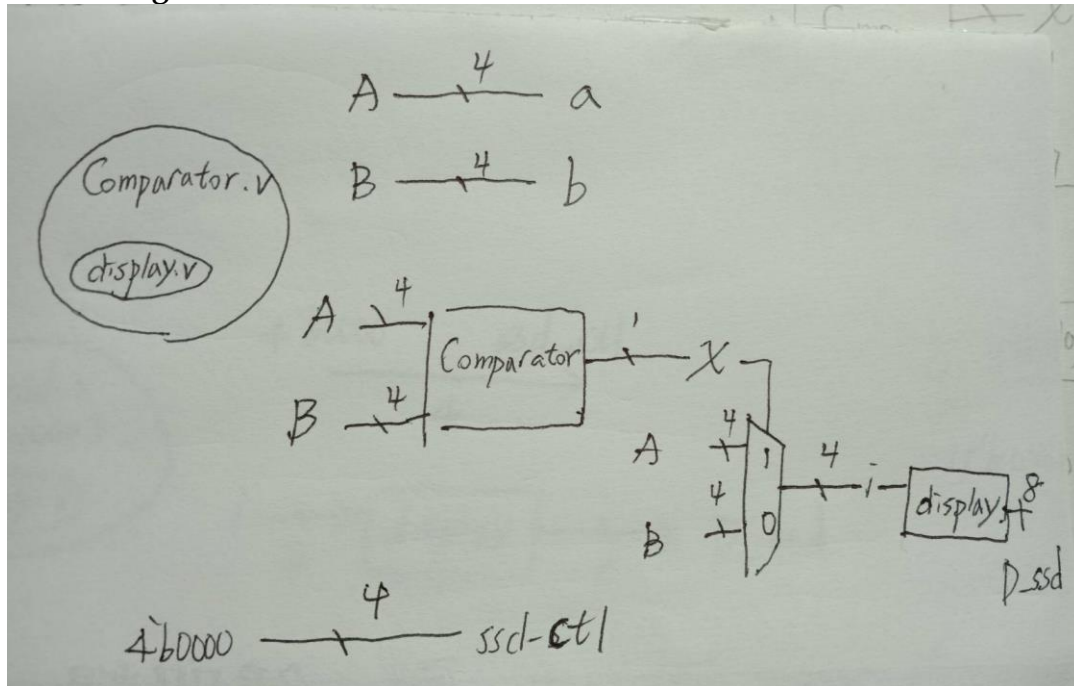 4
A a
4
B b
Comparator.v
display.v
A 4
Comparator
1
X
B 4
A 4
1
4
i
display.
8
B 4
0
D_ssd
4
4'b0000 ssd-ctl